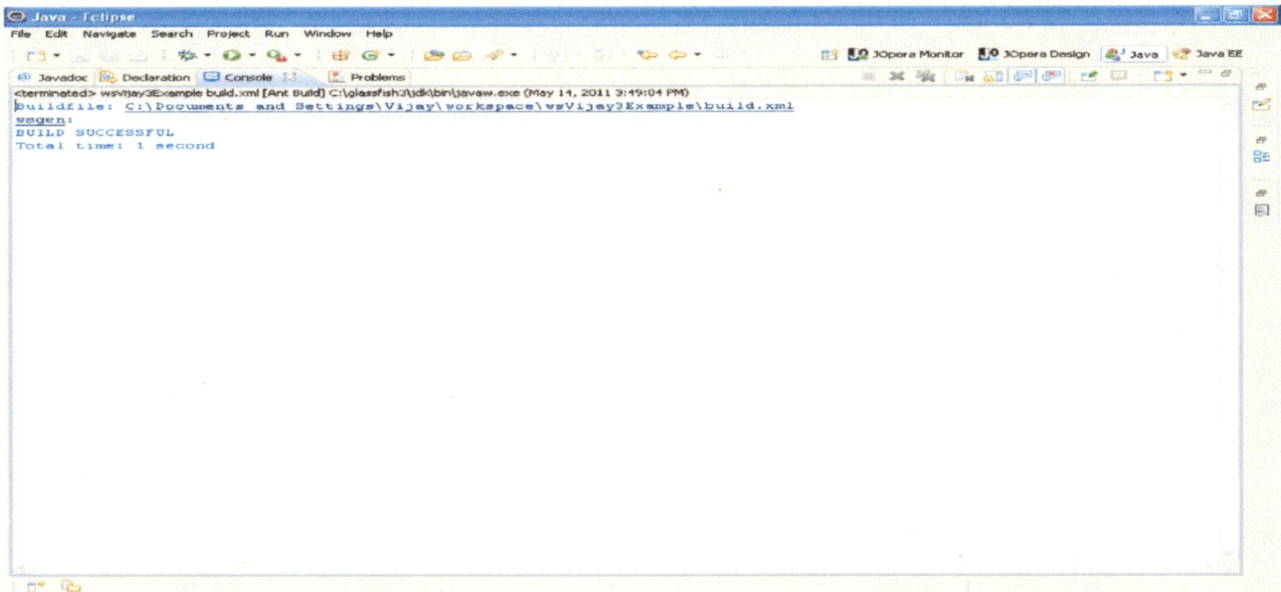 Java - Eclipse
File Edit Navigate Search Project Run Window Help
JOpera Monitor JOpera Design Java Java EE
Javadoc Declaration Console Problems
<terminated> wsVijay3Example build.xml [Ant Build] C:\glassfish3\jdk\bin\javaw.exe (May 14, 2011 3:49:04 PM)
Buildfile: C:\Documents and Settings\Vijay\workspace\wsVijay3Example\build.xml
wsgen:
BUILD SUCCESSFUL
Total time: 1 second